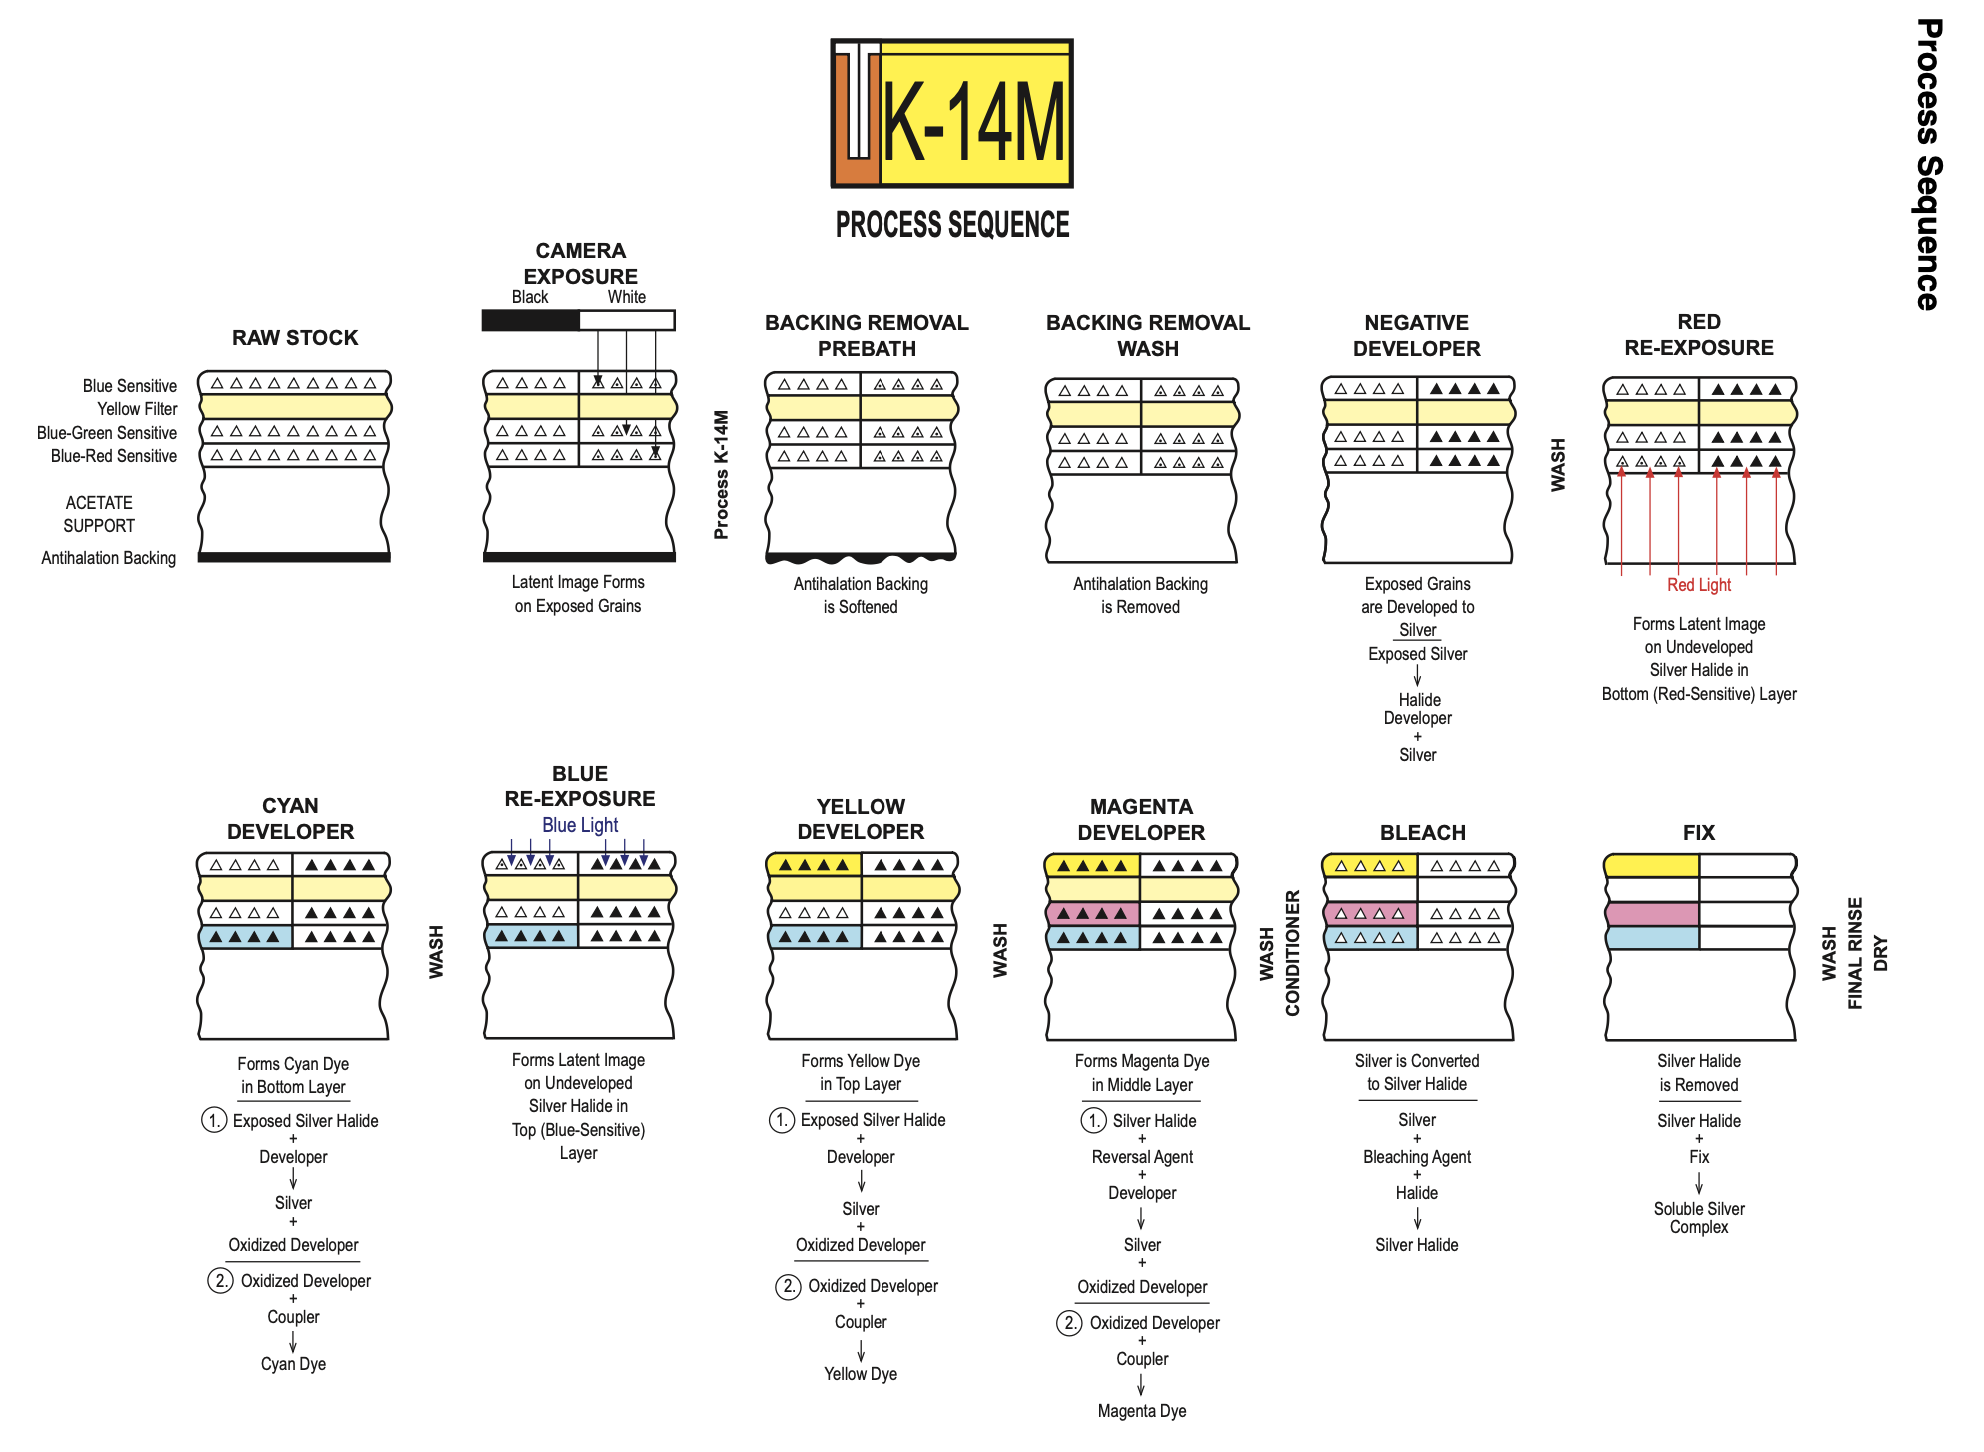 Process Sequence
K-14M
PROCESS SEQUENCE
RAW STOCK
Blue Sensitive
Yellow Filter
Blue-Green Sensitive
Blue-Red Sensitive
ACETATE
SUPPORT
Antihalation Backing
CAMERA
EXPOSURE
Black
White
Latent Image Forms
on Exposed Grains
Process K-14M
BACKING REMOVAL
PREBATH
Antihalation Backing
is Softened
BACKING REMOVAL
WASH
Antihalation Backing
is Removed
NEGATIVE
DEVELOPER
Exposed Grains
are Developed to
Silver
Exposed Silver
Halide
Developer
+
Silver
WASH
RED
RE-EXPOSURE
Red Light
Forms Latent Image
on Undeveloped
Silver Halide in
Bottom (Red-Sensitive) Layer
CYAN
DEVELOPER
Forms Cyan Dye
in Bottom Layer
1. Exposed Silver Halide
+
Developer
Silver
+
Oxidized Developer
2. Oxidized Developer
+
Coupler
Cyan Dye
WASH
BLUE
RE-EXPOSURE
Blue Light
Forms Latent Image
on Undeveloped
Silver Halide in
Top (Blue-Sensitive)
Layer
YELLOW
DEVELOPER
Forms Yellow Dye
in Top Layer
1. Exposed Silver Halide
+
Developer
Silver
+
Oxidized Developer
2. Oxidized Developer
+
Coupler
Yellow Dye
WASH
MAGENTA
DEVELOPER
Forms Magenta Dye
in Middle Layer
1. Silver Halide
+
Reversal Agent
+
Developer
Silver
+
Oxidized Developer
2. Oxidized Developer
+
Coupler
Magenta Dye
WASH
CONDITIONER
BLEACH
Silver is Converted
to Silver Halide
Silver
+
Bleaching Agent
+
Halide
Silver Halide
FIX
Silver Halide
is Removed
Silver Halide
+
Fix
Soluble Silver
Complex
WASH
FINAL RINSE
DRY